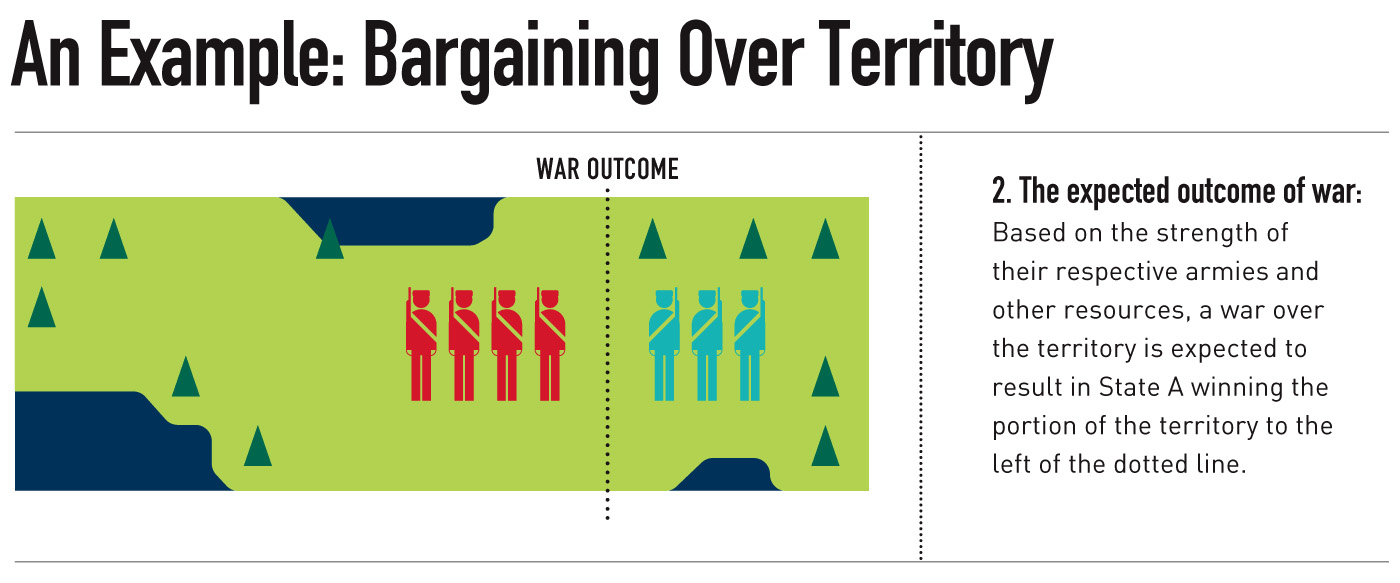 An Example: Bargaining Over Territory
WAR OUTCOME
2. The expected outcome of war:
Based on the strength of
their respective armies and
other resources, a war over
the territory is expected to
result in State A winning the
portion of the territory to the
left of the dotted line.